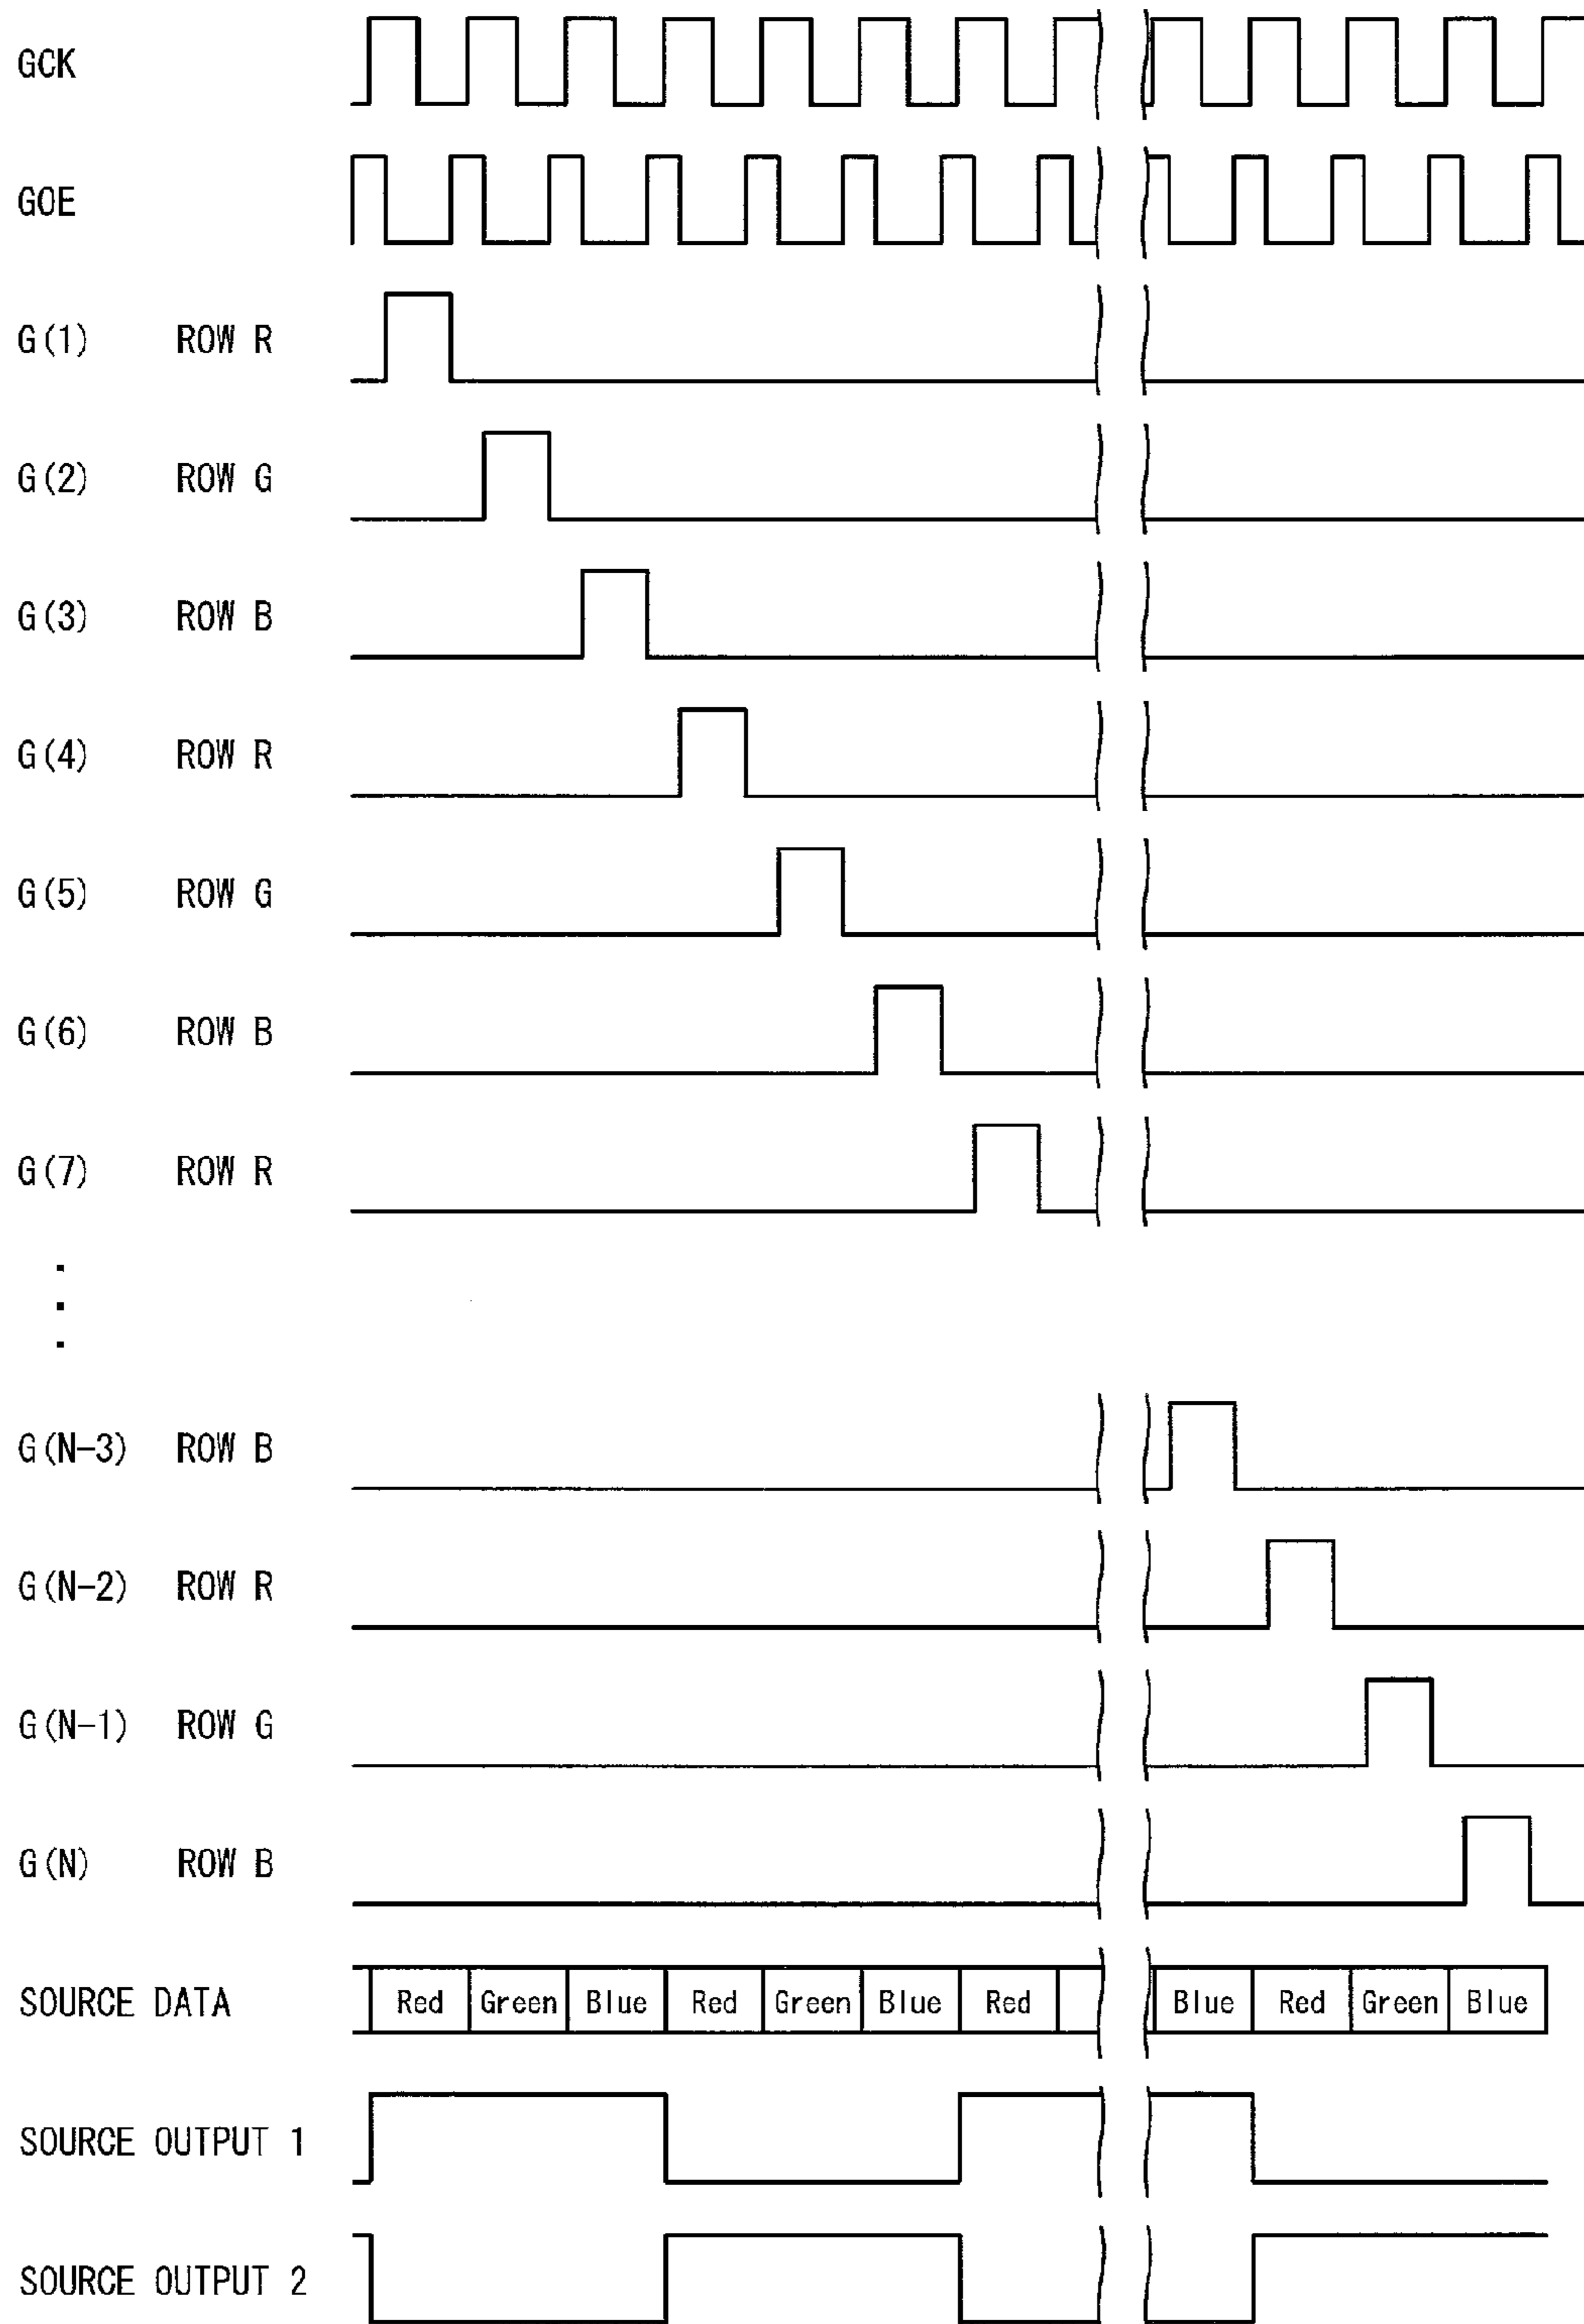 GCK
GOE
G(1) ROW R
G(2) ROW G
G(3) ROW B
G(4) ROW R
G(5) ROW G
G(6) ROW B
G(7) ROW R
G(N-3) ROW B
G(N-2) ROW R
G(N-1) ROW G
G(N) ROW B
SOURCE DATA Red Green Blue Red Green Blue Red Blue Red Green Blue
SOURCE OUTPUT 1
SOURCE OUTPUT 2